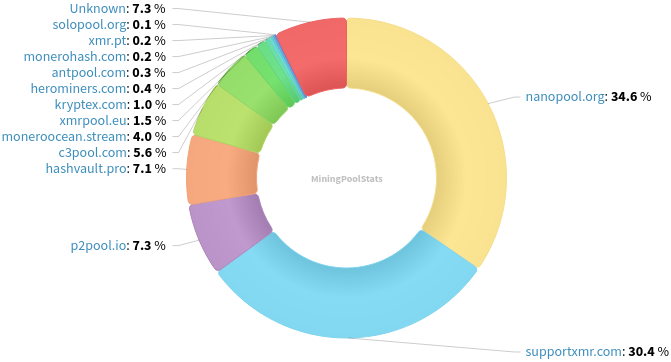 Unknown: 7.3 %
solopool.org: 0.1 %
xmr.pt: 0.2 %
monerohash.com: 0.2 %
antpool.com: 0.3 %
herominers.com: 0.4 %
kryptex.com: 1.0 %
xmrpool.eu: 1.5 %
moneroocean.stream: 4.0 %
c3pool.com: 5.6 %
hashvault.pro: 7.1 %
p2pool.io: 7.3 %
MiningPoolStats
nanopool.org: 34.6 %
supportxmr.com: 30.4 %